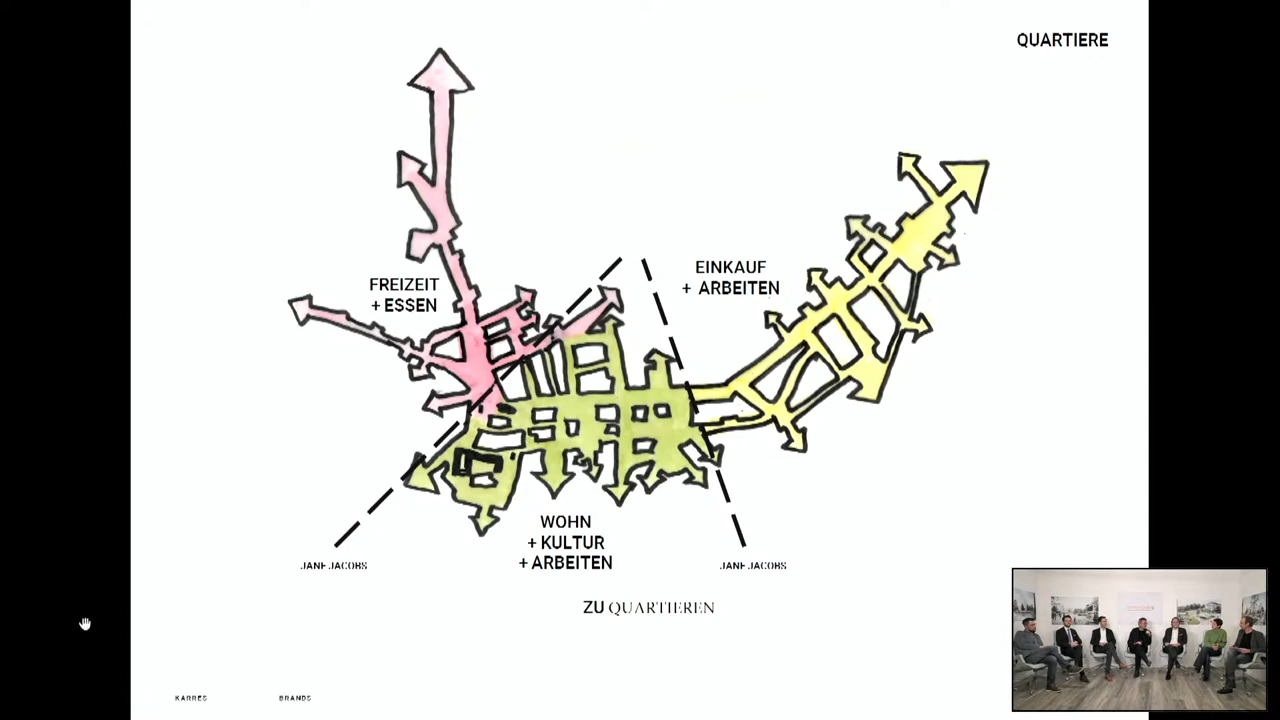 QUARTIERE
FREIZEIT
+ ESSEN
EINKAUF
+ ARBEITEN
WOHN
+ KULTUR
+ ARBEITEN
JANE JACOBS
JANE JACOBS
ZU QUARTIEREN
KARRES BRANDS